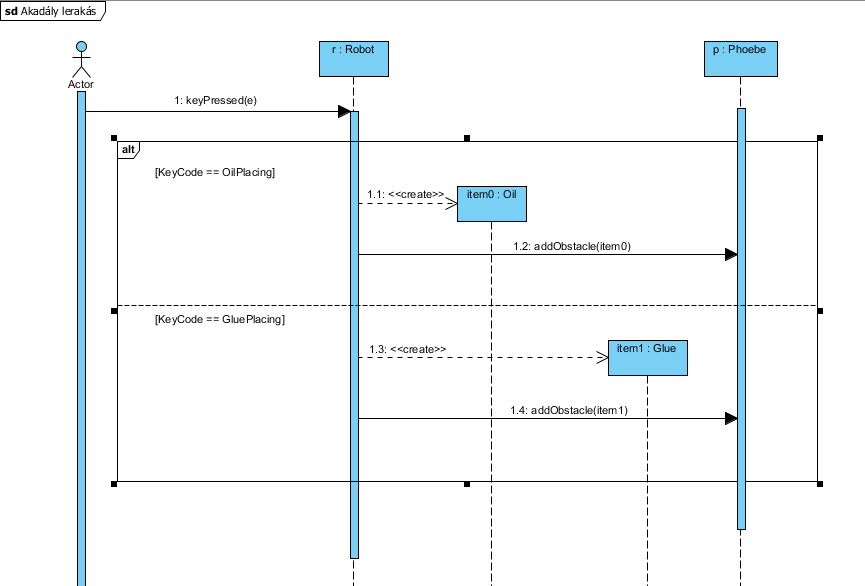 sd Akadály lerakás
r : Robot
p : Phoebe
Actor
1: keyPressed(e)
alt
[KeyCode == OilPlacing]
1.1: <<create>>
item0 : Oil
1.2: addObstacle(item0)
[KeyCode == GluePlacing]
1.3: <<create>>
item1 : Glue
1.4: addObstacle(item1)